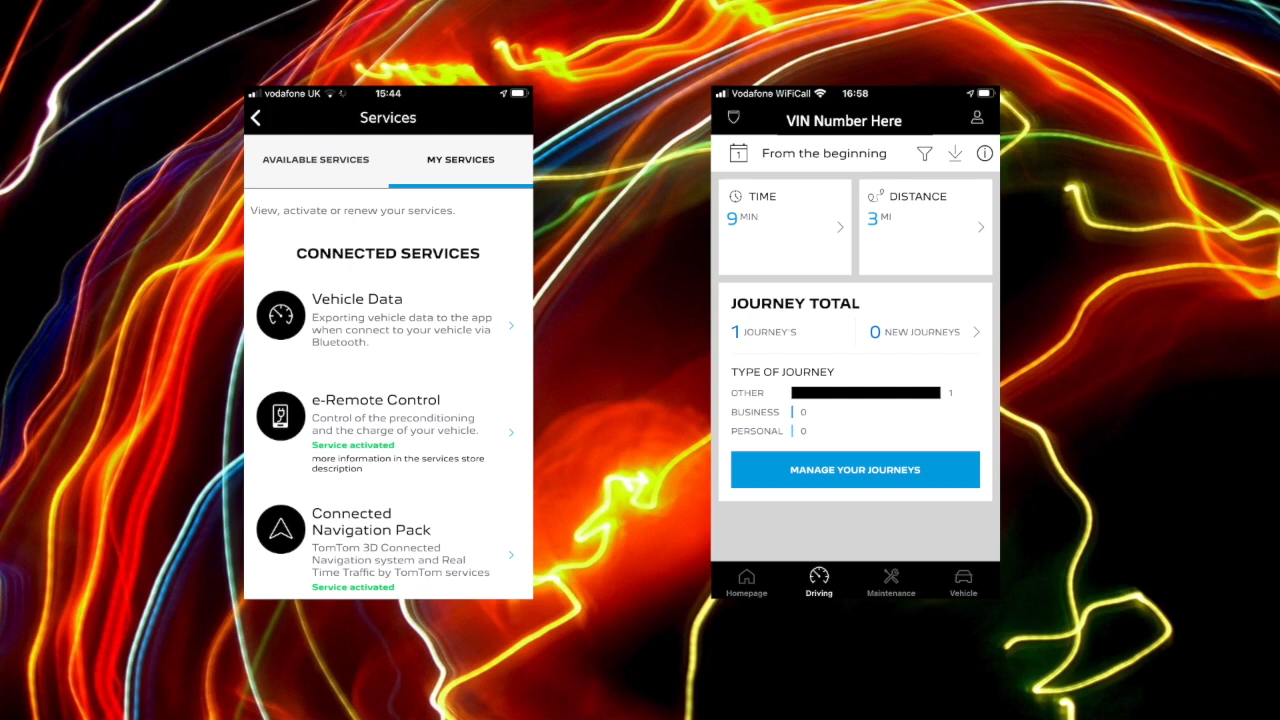 vodafone UK
15:44
Services
AVAILABLE SERVICES
MY SERVICES
View, activate or renew your services.
CONNECTED SERVICES
Vehicle Data
Exporting vehicle data to the app
when connect to your vehicle via
Bluetooth.
e-Remote Control
Control of the preconditioning
and the charge of your vehicle.
Service activated
more information in the services store
description
Connected
Navigation Pack
TomTom 3D Connected
Navigation system and Real
Time Traffic by TomTom services
Service activated
Vodafone WiFiCall
16:58
VIN Number Here
1
From the beginning
TIME
9 MIN
DISTANCE
3 MI
JOURNEY TOTAL
1 JOURNEY'S
0 NEW JOURNEYS
TYPE OF JOURNEY
OTHER 1
BUSINESS 0
PERSONAL 0
MANAGE YOUR JOURNEYS
Homepage
Driving
Maintenance
Vehicle